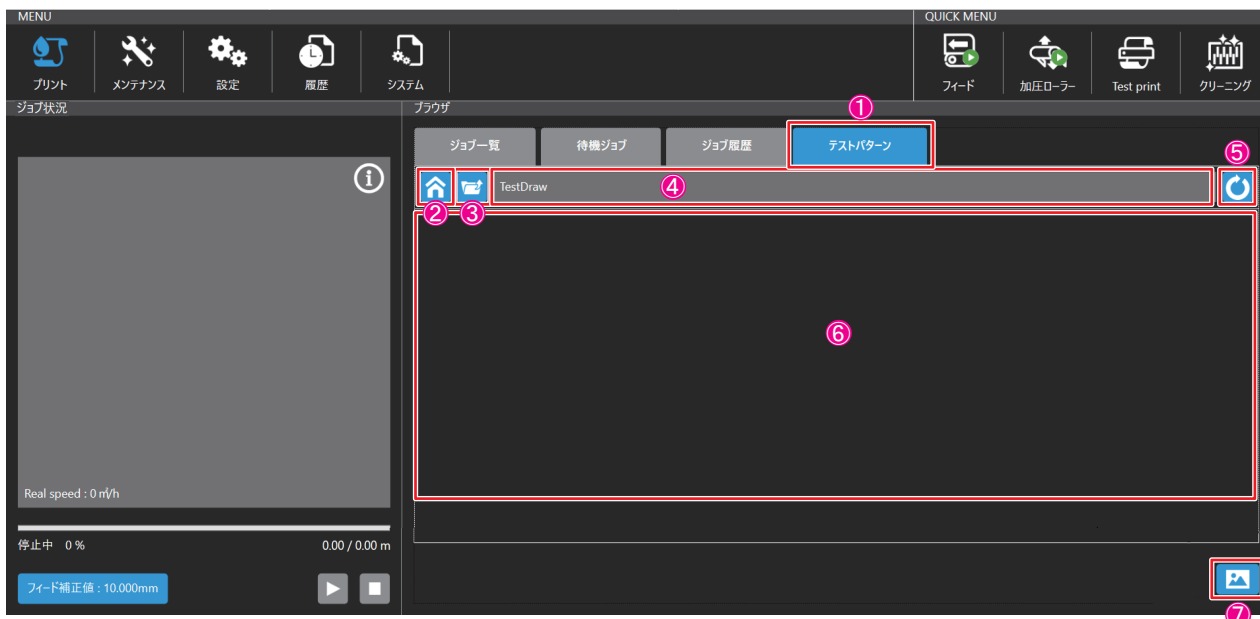 MENU
QUICK MENU
プリント
メンテナンス
設定
履歴
システム
フィード
加圧ローラー
Test print
クリーニング
ジョブ状況
ブラウザ
①
ジョブ一覧
待機ジョブ
ジョブ履歴
テストパターン
⑤
TestDraw
④
②
③
⑥
Real speed : 0 ㎡/h
停止中 0 %
0.00 / 0.00 m
フィード補正値 : 10.000mm
⑦